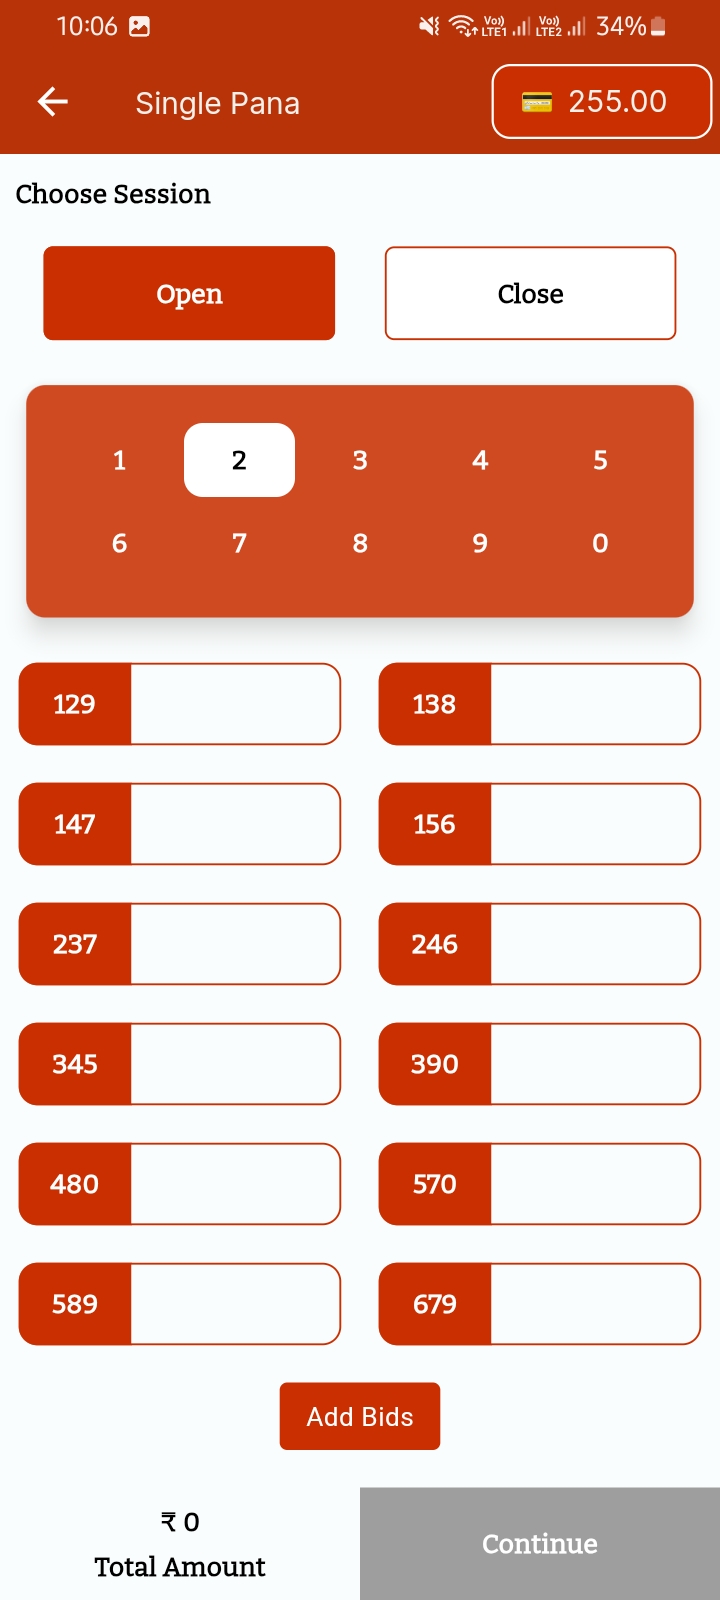 10:06 Vo)) LTE1 Vo)) LTE2 34%
Single Pana 255.00
Choose Session
Open Close
1 2 3 4 5
6 7 8 9 0
129 138
147 156
237 246
345 390
480 570
589 679
Add Bids
₹ 0
Total Amount
Continue